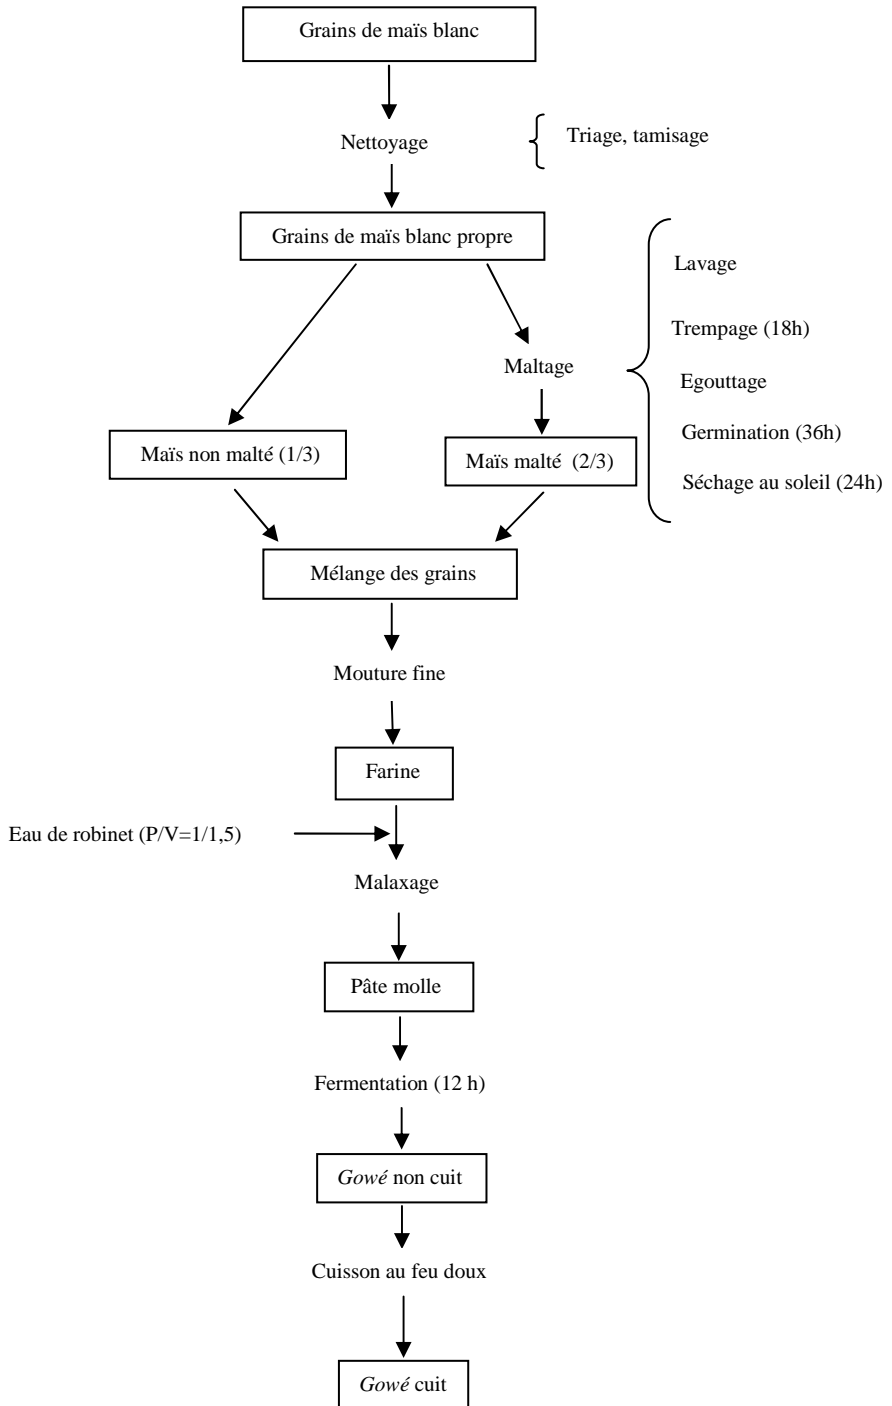 Grains de maïs blanc
Nettoyage
Triage, tamisage
Grains de maïs blanc propre
Lavage
Trempage (18h)
Maltage
Egouttage
Germination (36h)
Séchage au soleil (24h)
Maïs non malté (1/3)
Maïs malté (2/3)
Mélange des grains
Mouture fine
Farine
Eau de robinet (P/V=1/1,5)
Malaxage
Pâte molle
Fermentation (12 h)
Gowé non cuit
Cuisson au feu doux
Gowé cuit